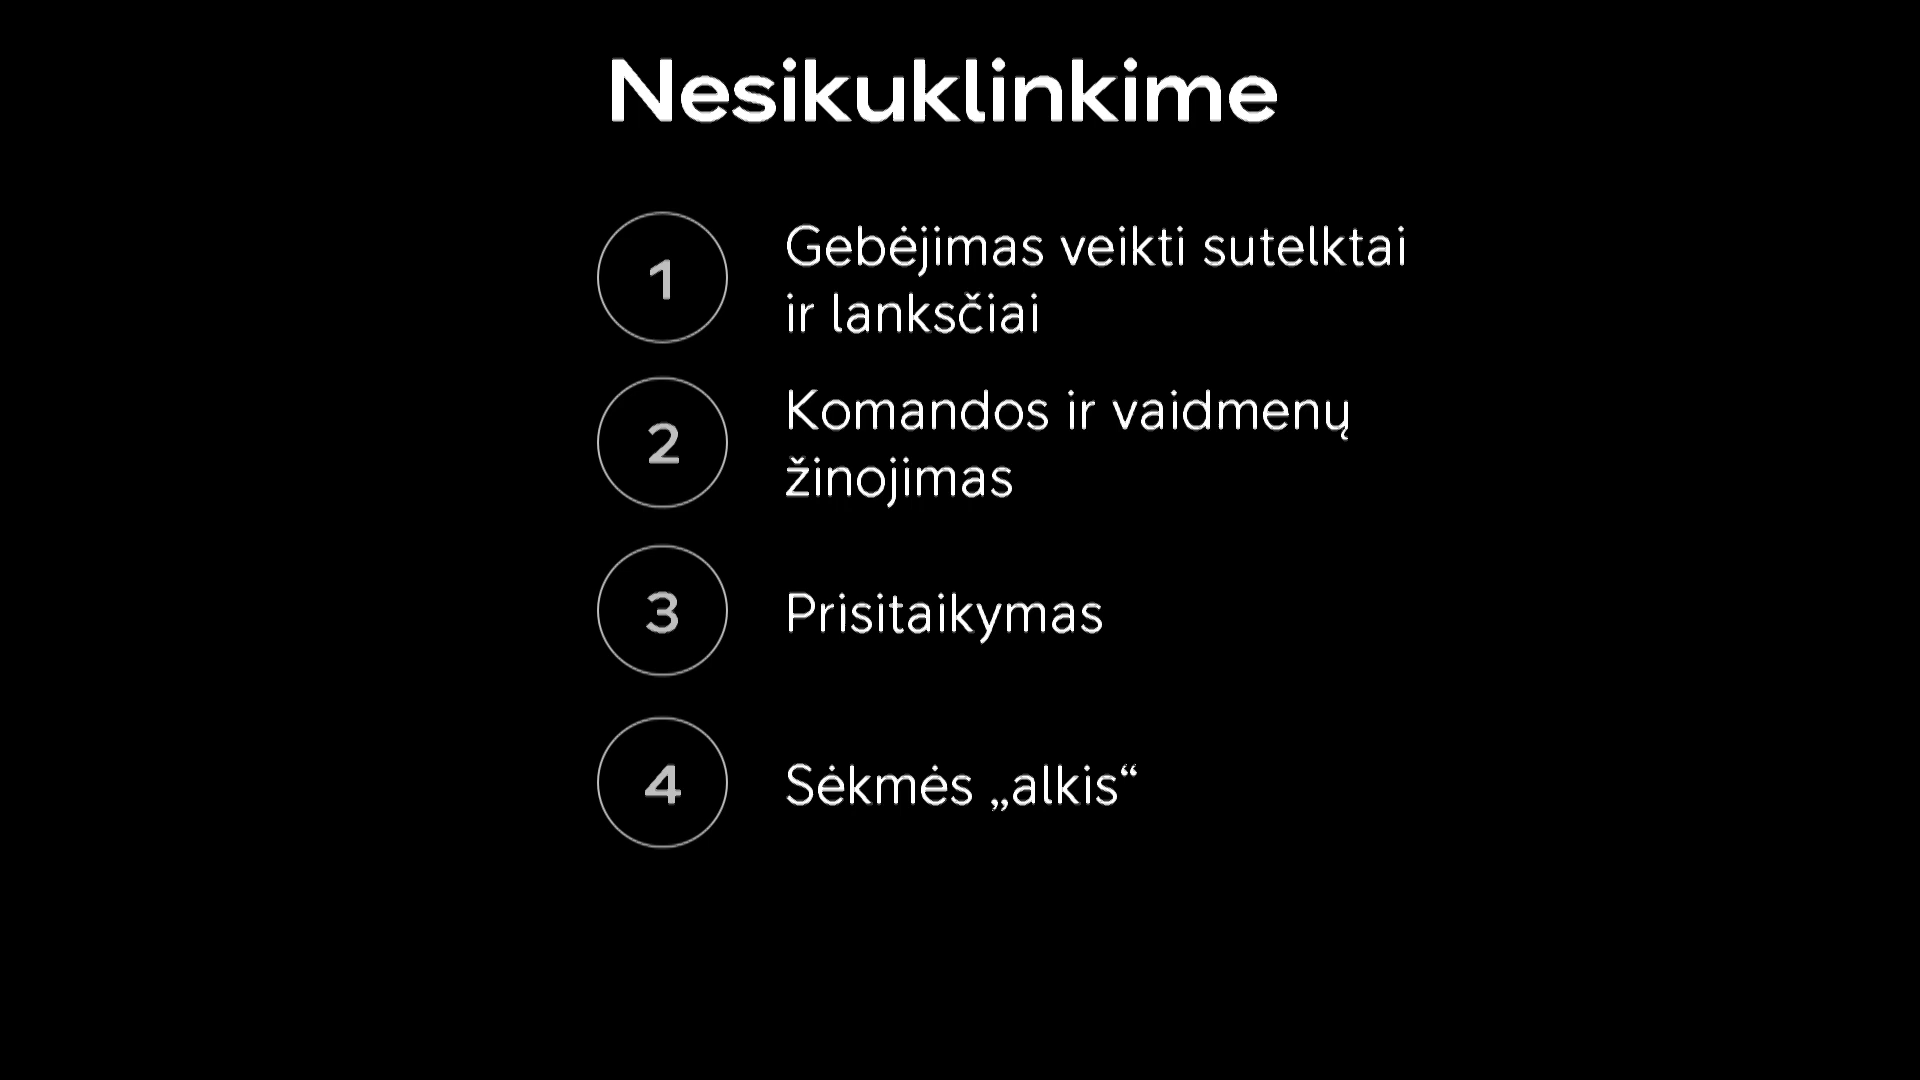 Nesikuklinkime
1
Gebėjimas veikti sutelktai
ir lanksčiai
2
Komandos ir vaidmenų
žinojimas
3
Prisitaikymas
4
Sėkmės „alkis“